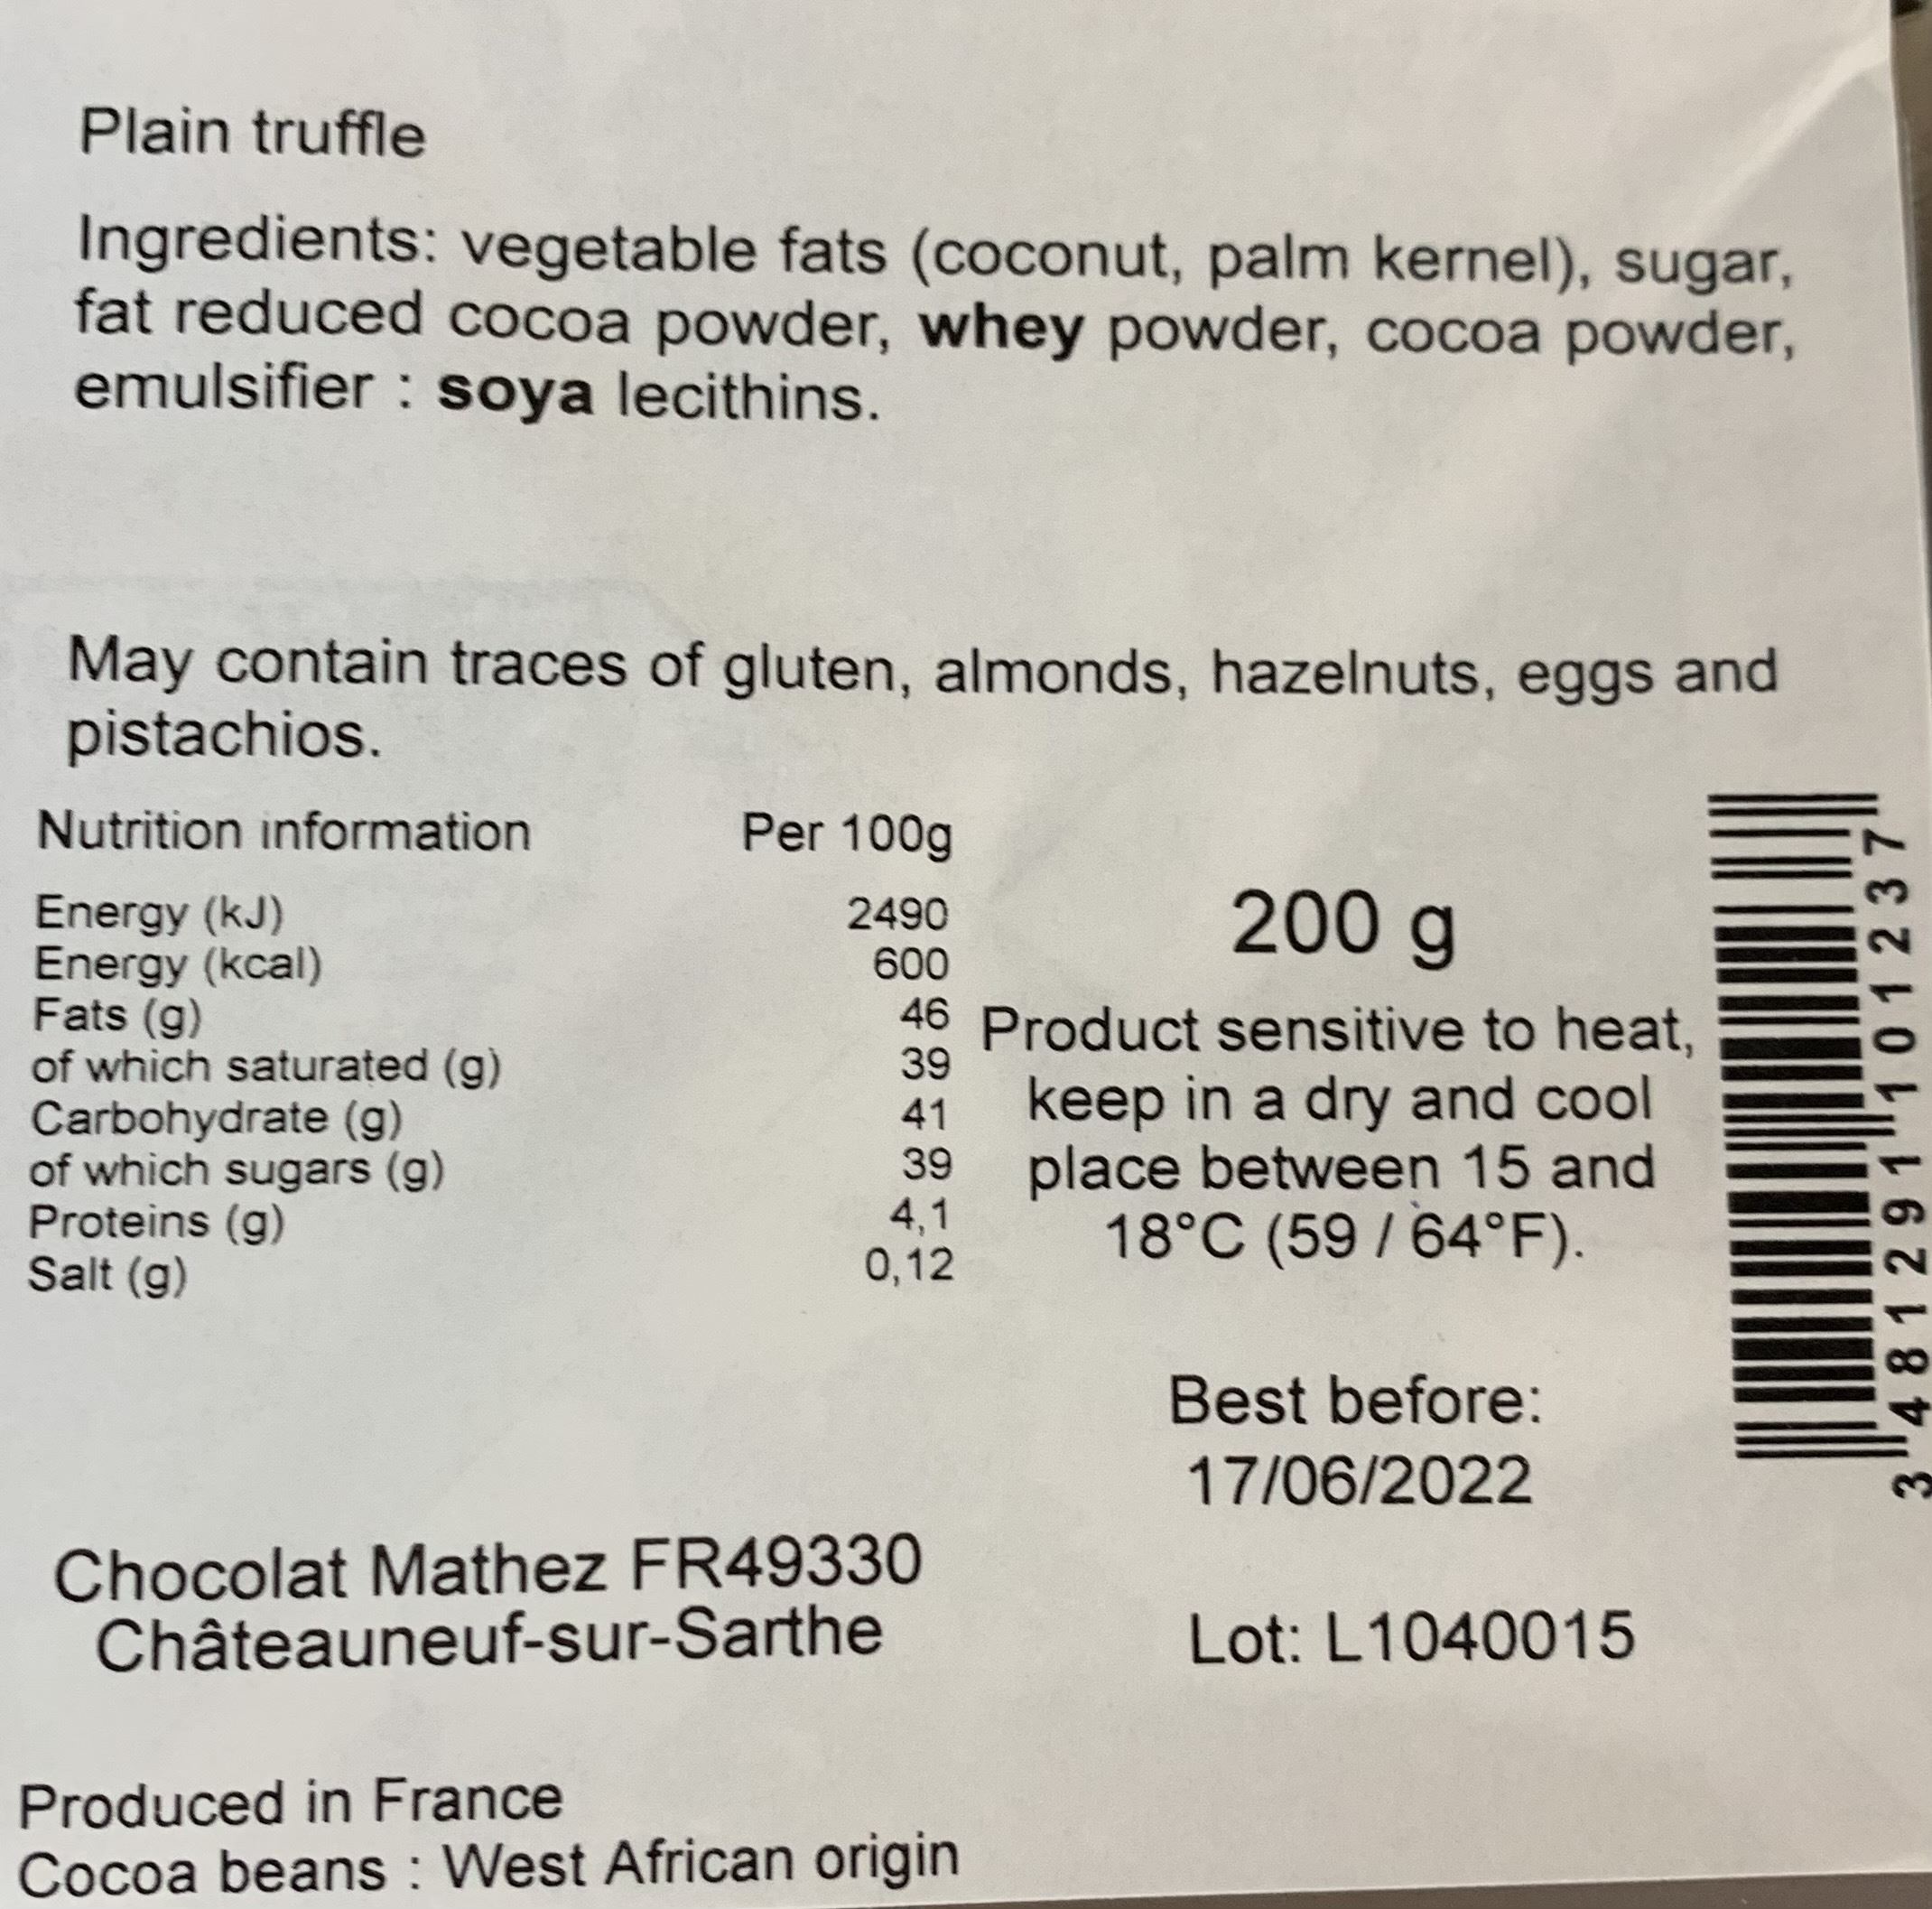 Plain truffle
Ingredients: vegetable fats (coconut, palm kernel), sugar,
fat reduced cocoa powder, whey powder, cocoa powder,
emulsifier : soya lecithins.
May contain traces of gluten, almonds, hazelnuts, eggs and
pistachios.
Nutrition information Per 100g
Energy (kJ) 2490
Energy (kcal) 600
Fats (g) 46
of which saturated (g) 39
Carbohydrate (g) 41
of which sugars (g) 39
Proteins (g) 4,1
Salt (g) 0,12
200 g
Product sensitive to heat,
keep in a dry and cool
place between 15 and
18°C (59 / 64°F).
Best before:
17/06/2022
Lot: L1040015
3 481291 101237
Chocolat Mathez FR49330
Châteauneuf-sur-Sarthe
Produced in France
Cocoa beans : West African origin